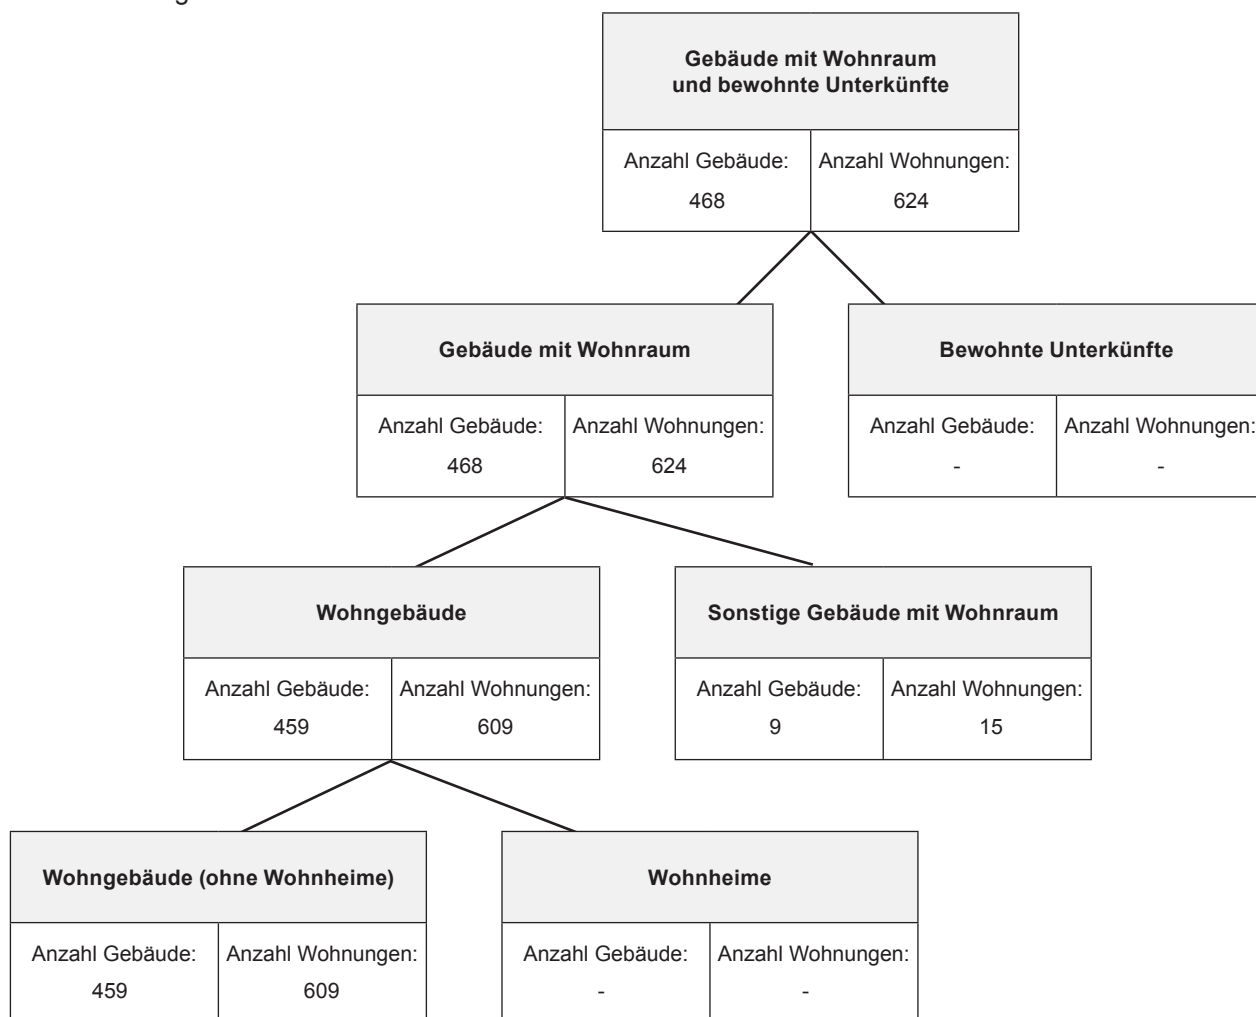 Gebäude mit Wohnraum
und bewohnte Unterkünfte
Anzahl Gebäude: Anzahl Wohnungen:
468 624
Gebäude mit Wohnraum
Anzahl Gebäude: Anzahl Wohnungen:
468 624
Bewohnte Unterkünfte
Anzahl Gebäude: Anzahl Wohnungen:
- -
Wohngebäude
Anzahl Gebäude: Anzahl Wohnungen:
459 609
Sonstige Gebäude mit Wohnraum
Anzahl Gebäude: Anzahl Wohnungen:
9 15
Wohngebäude (ohne Wohnheime)
Anzahl Gebäude: Anzahl Wohnungen:
459 609
Wohnheime
Anzahl Gebäude: Anzahl Wohnungen:
- -